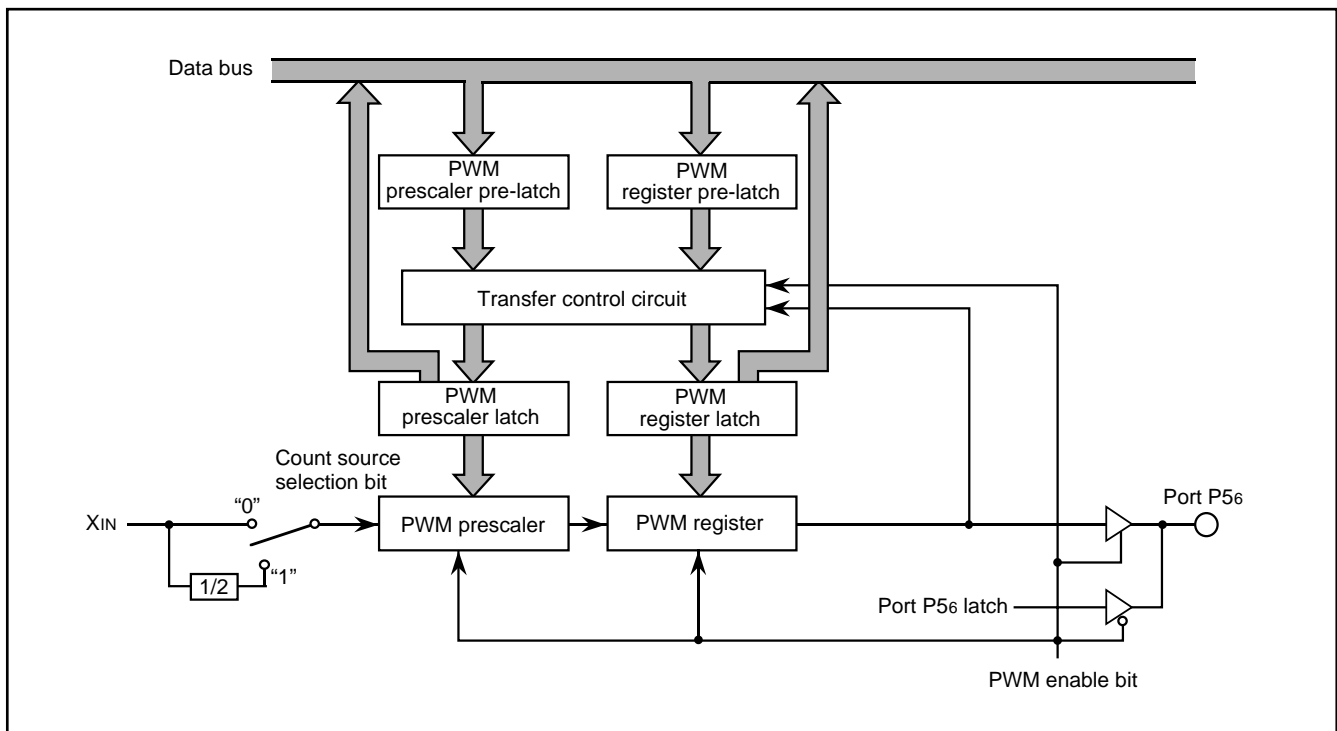 Data bus
PWM
prescaler pre-latch
PWM
register pre-latch
Transfer control circuit
PWM
prescaler latch
PWM
register latch
Count source
selection bit
Port P56
XIN
“0”
PWM prescaler
PWM register
“1”
1/2
Port P56 latch
PWM enable bit